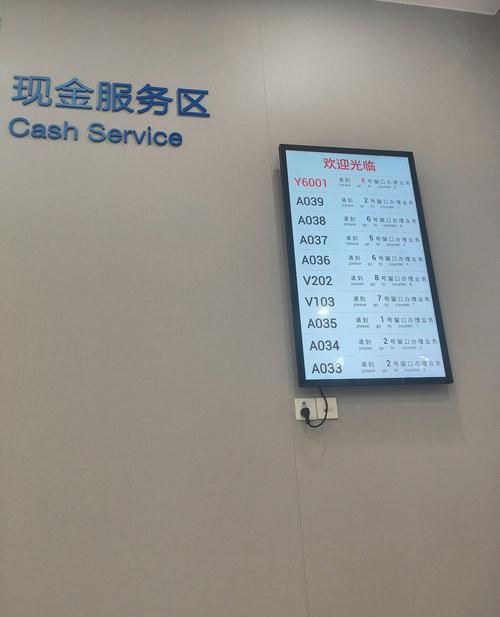 现金服务区
Cash Service
欢迎光临
Y6001 请到 8 号窗口办理业务
please go to counter 8
A039 请到 2 号窗口办理业务
please go to counter 2
A038 请到 6 号窗口办理业务
please go to counter 6
A037 请到 5 号窗口办理业务
please go to counter 5
A036 请到 6 号窗口办理业务
please go to counter 6
V202 请到 8 号窗口办理业务
please go to counter 8
V103 请到 7 号窗口办理业务
please go to counter 7
A035 请到 1 号窗口办理业务
please go to counter 1
A034 请到 2 号窗口办理业务
please go to counter 2
A033 请到 2 号窗口办理业务
please go to counter 2